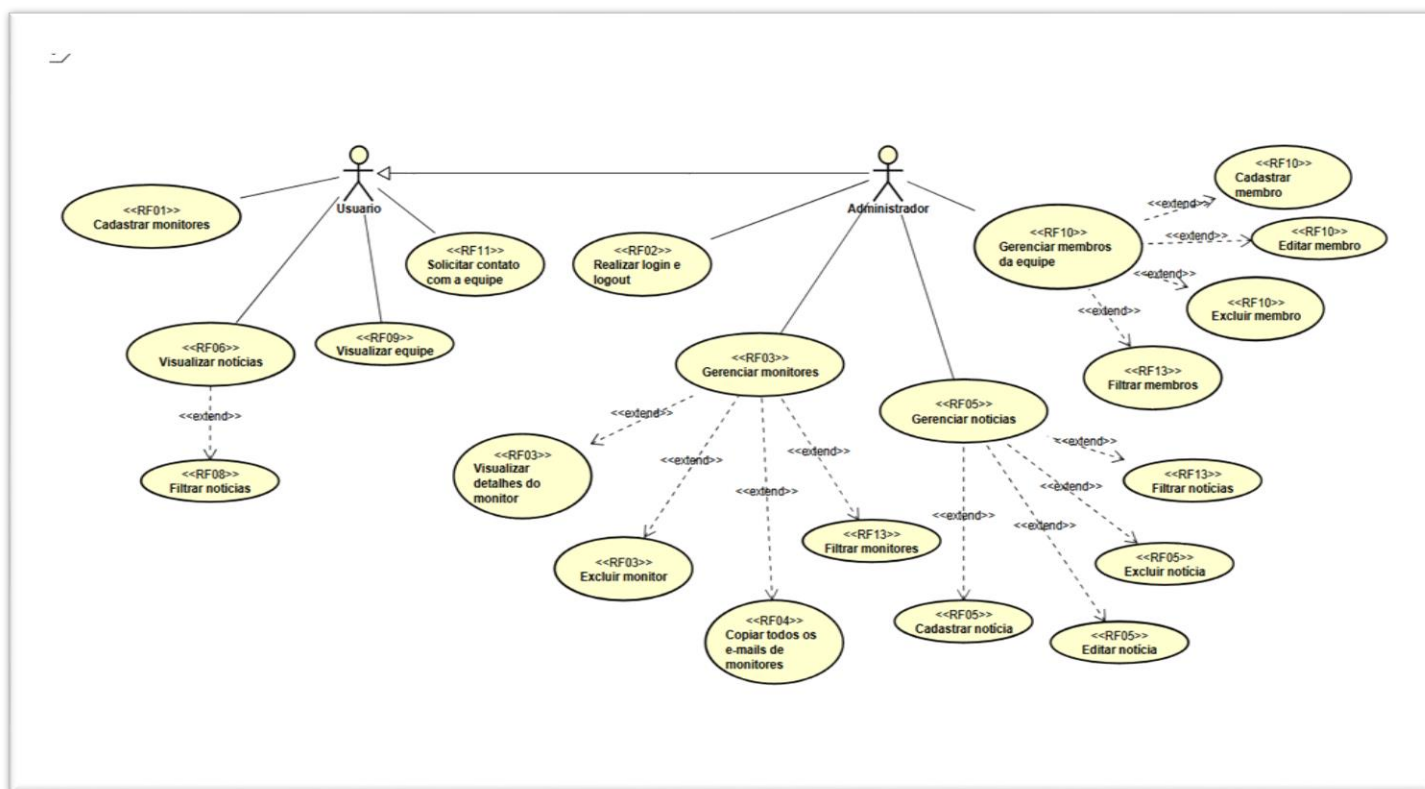 Usuario
Administrador
<<RF01>>
Cadastrar monitores
<<RF11>>
Solicitar contato
com a equipe
<<RF06>>
Visualizar notícias
<<RF09>>
Visualizar equipe
<<extend>>
<<RF08>>
Filtrar notícias
<<RF02>>
Realizar login e
logout
<<RF03>>
Gerenciar monitores
<<extend>>
<<RF03>>
Visualizar
detalhes do
monitor
<<extend>>
<<RF03>>
Excluir monitor
<<extend>>
<<RF04>>
Copiar todos os
e-mails de
monitores
<<extend>>
<<RF13>>
Filtrar monitores
<<RF05>>
Gerenciar notícias
<<extend>>
<<RF13>>
Filtrar notícias
<<extend>>
<<RF05>>
Excluir notícia
<<extend>>
<<RF05>>
Cadastrar notícia
<<extend>>
<<RF05>>
Editar notícia
<<RF10>>
Gerenciar membros
da equipe
<<extend>>
<<RF10>>
Cadastrar
membro
<<extend>>
<<RF10>>
Editar membro
<<extend>>
<<RF10>>
Excluir membro
<<extend>>
<<RF13>>
Filtrar membros